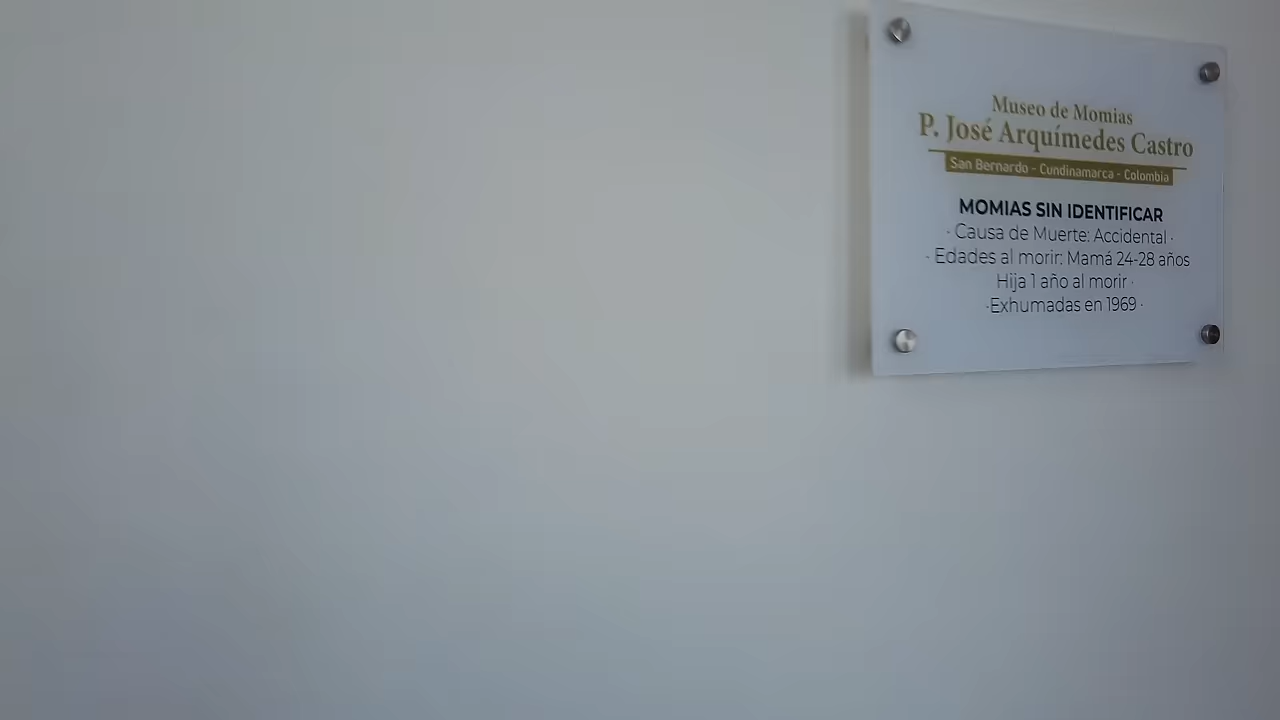 Museo de Momias
P. José Arquímedes Castro
San Bernardo - Cundinamarca - Colombia
MOMIAS SIN IDENTIFICAR
· Causa de Muerte: Accidental ·
· Edades al morir: Mamá 24-28 años
Hija 1 año al morir ·
·Exhumadas en 1969 ·